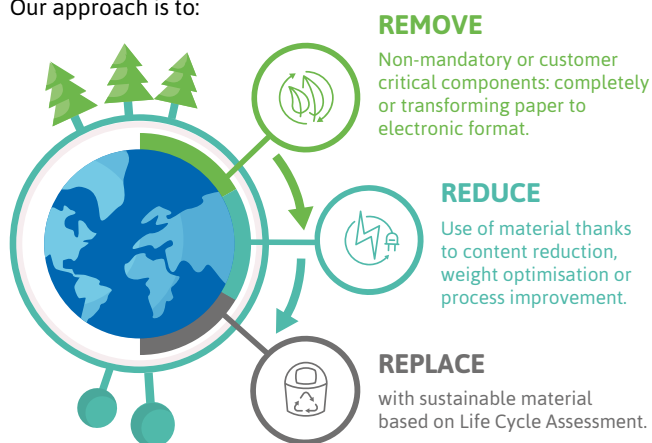 Our approach is to:
REMOVE
Non-mandatory or customer
critical components: completely
or transforming paper to
electronic format.
REDUCE
Use of material thanks
to content reduction,
weight optimisation or
process improvement.
REPLACE
with sustainable material
based on Life Cycle Assessment.